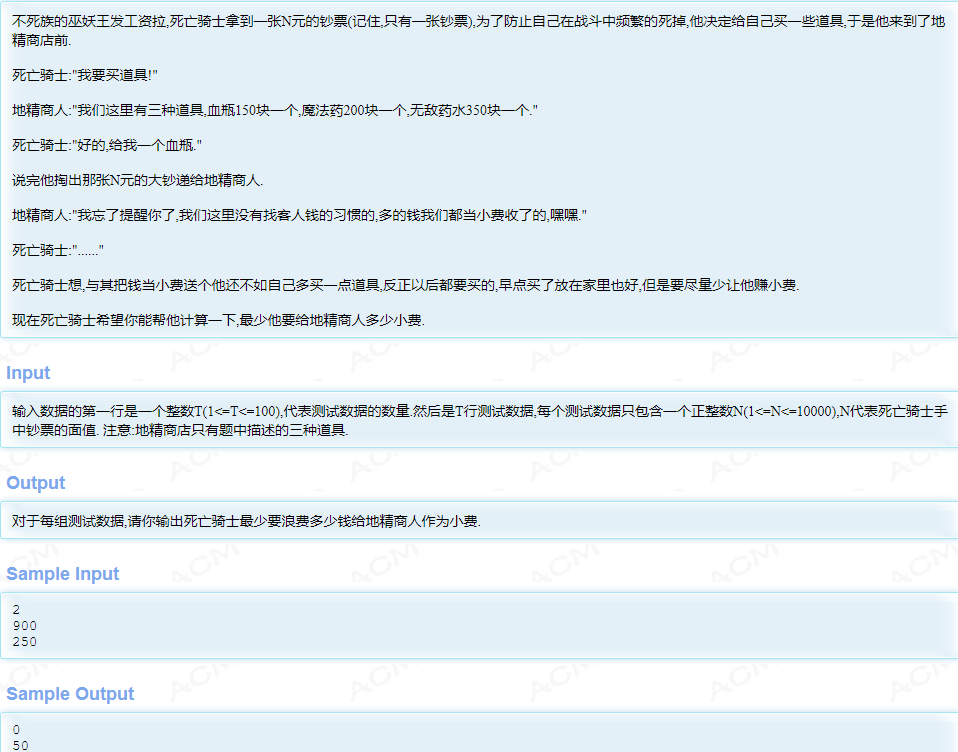 不死族的巫妖王发工资拉,死亡骑士拿到一张N元的钞票(记住,只有一张钞票),为了防止自己在战斗中频繁的死掉,他决定给自己买一些道具,于是他来到了地
精商店前.
死亡骑士:"我要买道具!"
地精商人:"我们这里有三种道具,血瓶150块一个,魔法药200块一个,无敌药水350块一个."
死亡骑士:"好的,给我一个血瓶."
说完他掏出那张N元的大钞递给地精商人.
地精商人:"我忘了提醒你了,我们这里没有找客人钱的习惯的,多的钱我们都当小费收了的,嘿嘿."
死亡骑士:"......"
死亡骑士想,与其把钱当小费送个他还不如自己多买一点道具,反正以后都要买的,早点买了放在家里也好,但是要尽量少让他赚小费.
现在死亡骑士希望你能帮他计算一下,最少他要给地精商人多少小费.
Input
输入数据的第一行是一个整数T(1<=T<=100),代表测试数据的数量.然后是T行测试数据,每个测试数据只包含一个正整数N(1<=N<=10000),N代表死亡骑士手
中钞票的面值. 注意:地精商店只有题中描述的三种道具.
Output
对于每组测试数据,请你输出死亡骑士最少要浪费多少钱给地精商人作为小费.
Sample Input
2
900
250
Sample Output
0
50